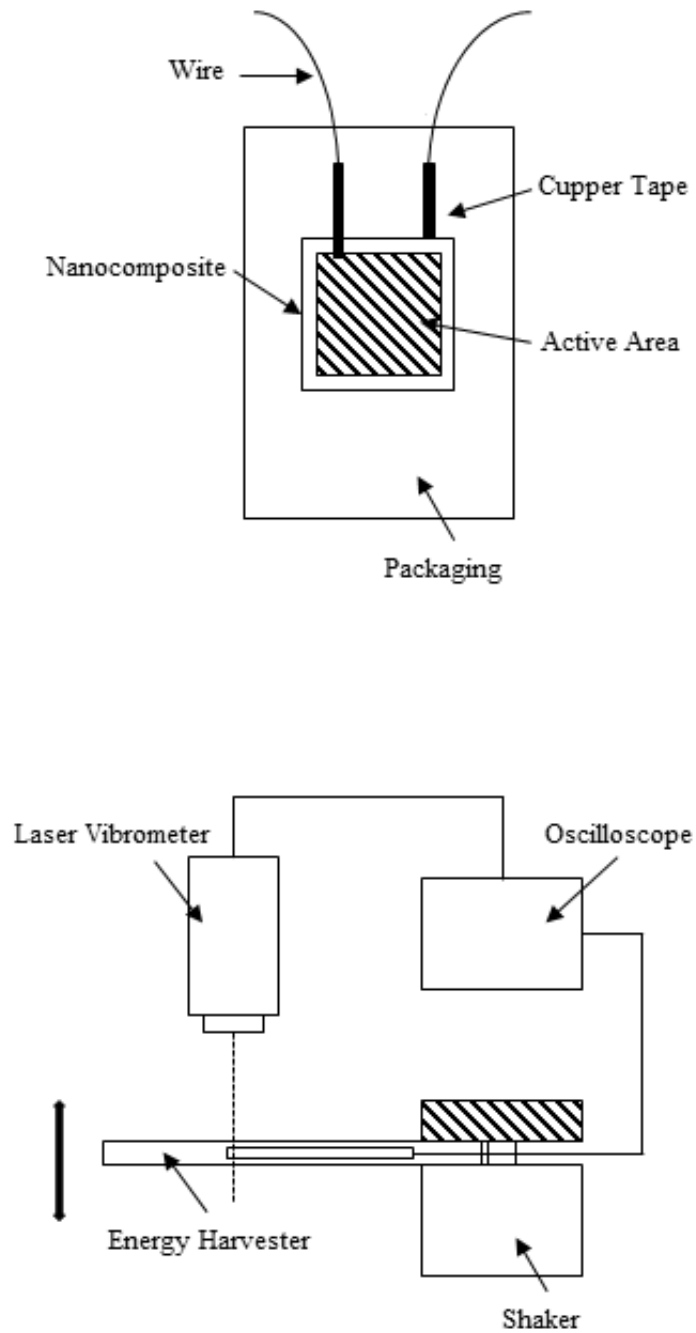 Wire
Cupper Tape
Nanocomposite
Active Area
Packaging
Laser Vibrometer
Oscilloscope
Energy Harvester
Shaker